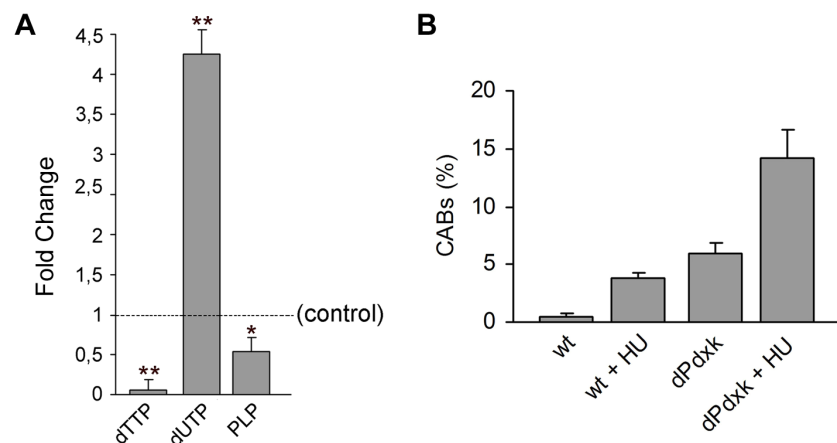 A
Fold Change
4,5
4
3,5
3
2,5
2
1,5
1
0,5
0
**
**
*
(control)
dTTP
dUTP
PLP
B
CABs (%)
20
15
10
5
0
wt
wt + HU
dPdxk
dPdxk + HU